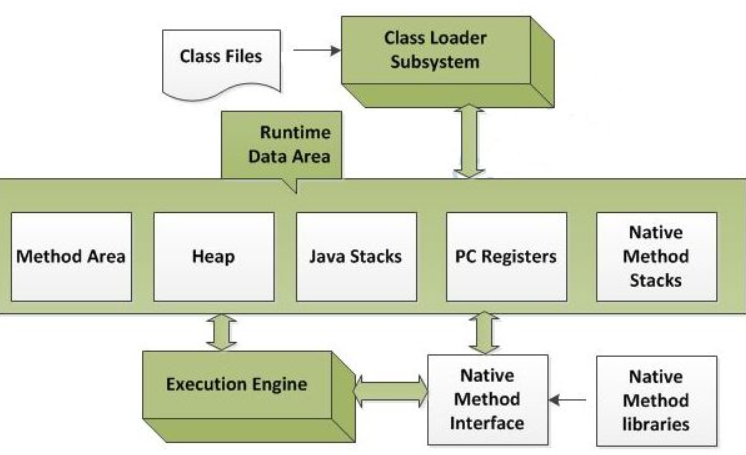 Class Files
Class Loader
Subsystem
Runtime
Data Area
Method Area
Heap
Java Stacks
PC Registers
Native
Method
Stacks
Execution Engine
Native
Method
Interface
Native
Method
libraries